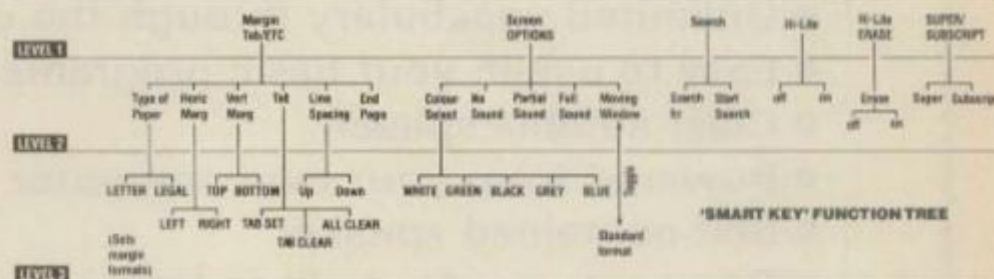 Margin
Tab/ETC
Screen
OPTIONS
Search
Hi-Lite
Hi-Lite
ERASE
SUPER/
SUBSCRIPT
LEVEL 1
Type of
Paper
Horiz
Marg
Vert
Marg
Tab
Line
Spacing
End
Page
Colour
Select
No
Sound
Partial
Sound
Full
Sound
Moving
Window
Search
for
Start
Search
off
on
Erase
off
on
Super
Subscript
LEVEL 2
LETTER
LEGAL
TOP
BOTTOM
Up
Down
WHITE
GREEN
BLACK
GREY
BLUE
Toggle
LEFT
RIGHT
TAB SET
ALL CLEAR
TAB CLEAR
'SMART KEY' FUNCTION TREE
(Sets
margin
formats)
Standard
format
LEVEL 3